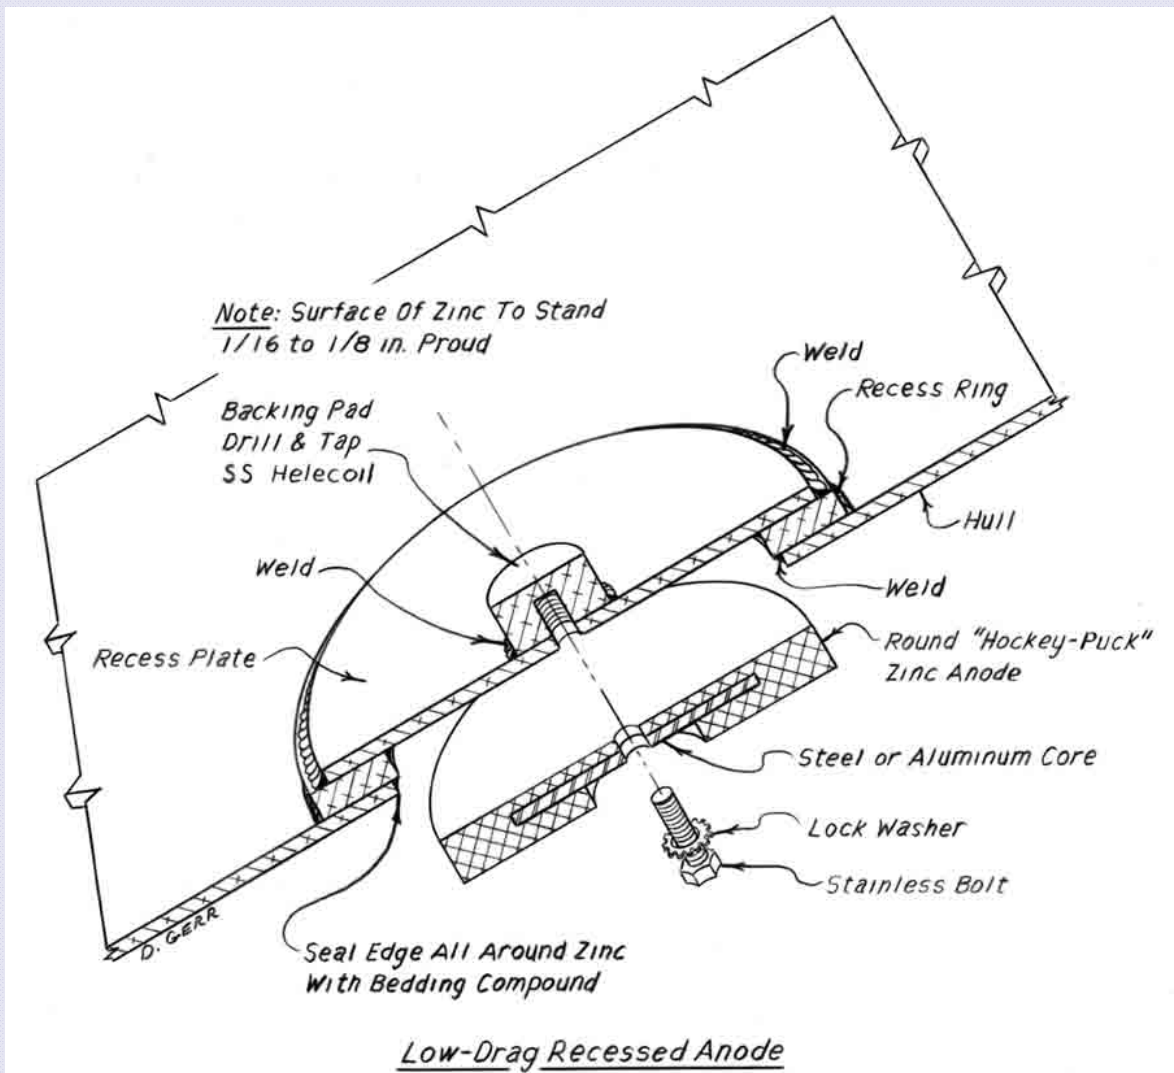 Note: Surface Of Zinc To Stand
1/16 to 1/8 in. Proud
Weld
Recess Ring
Backing Pad
Drill & Tap
SS Helecoil
Hull
Weld
Weld
Recess Plate
Round "Hockey-Puck"
Zinc Anode
Steel or Aluminum Core
Lock Washer
Stainless Bolt
D. GERR
Seal Edge All Around Zinc
With Bedding Compound
Low-Drag Recessed Anode